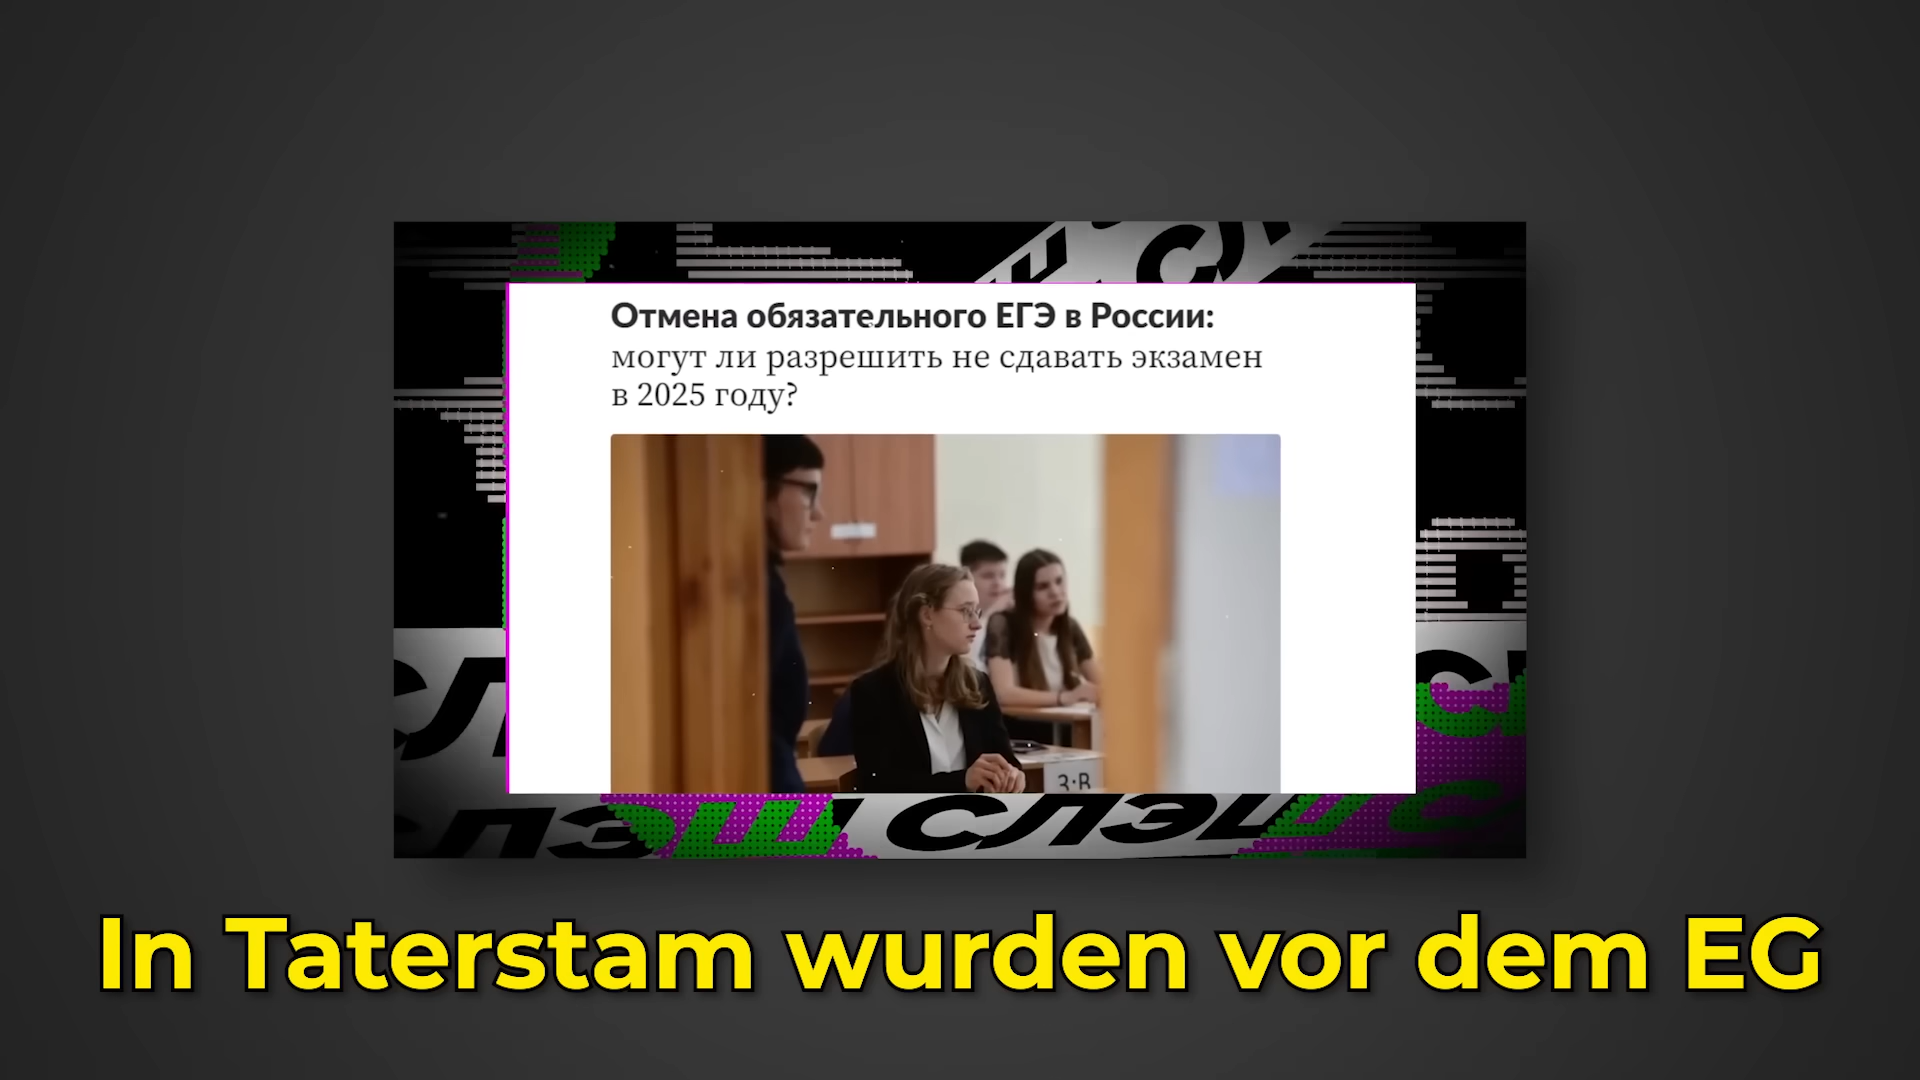 Отмена обязательного ЕГЭ в России:
могут ли разрешить не сдавать экзамен
в 2025 году?
3:В
СЛЭШ
In Taterstam wurden vor dem EG